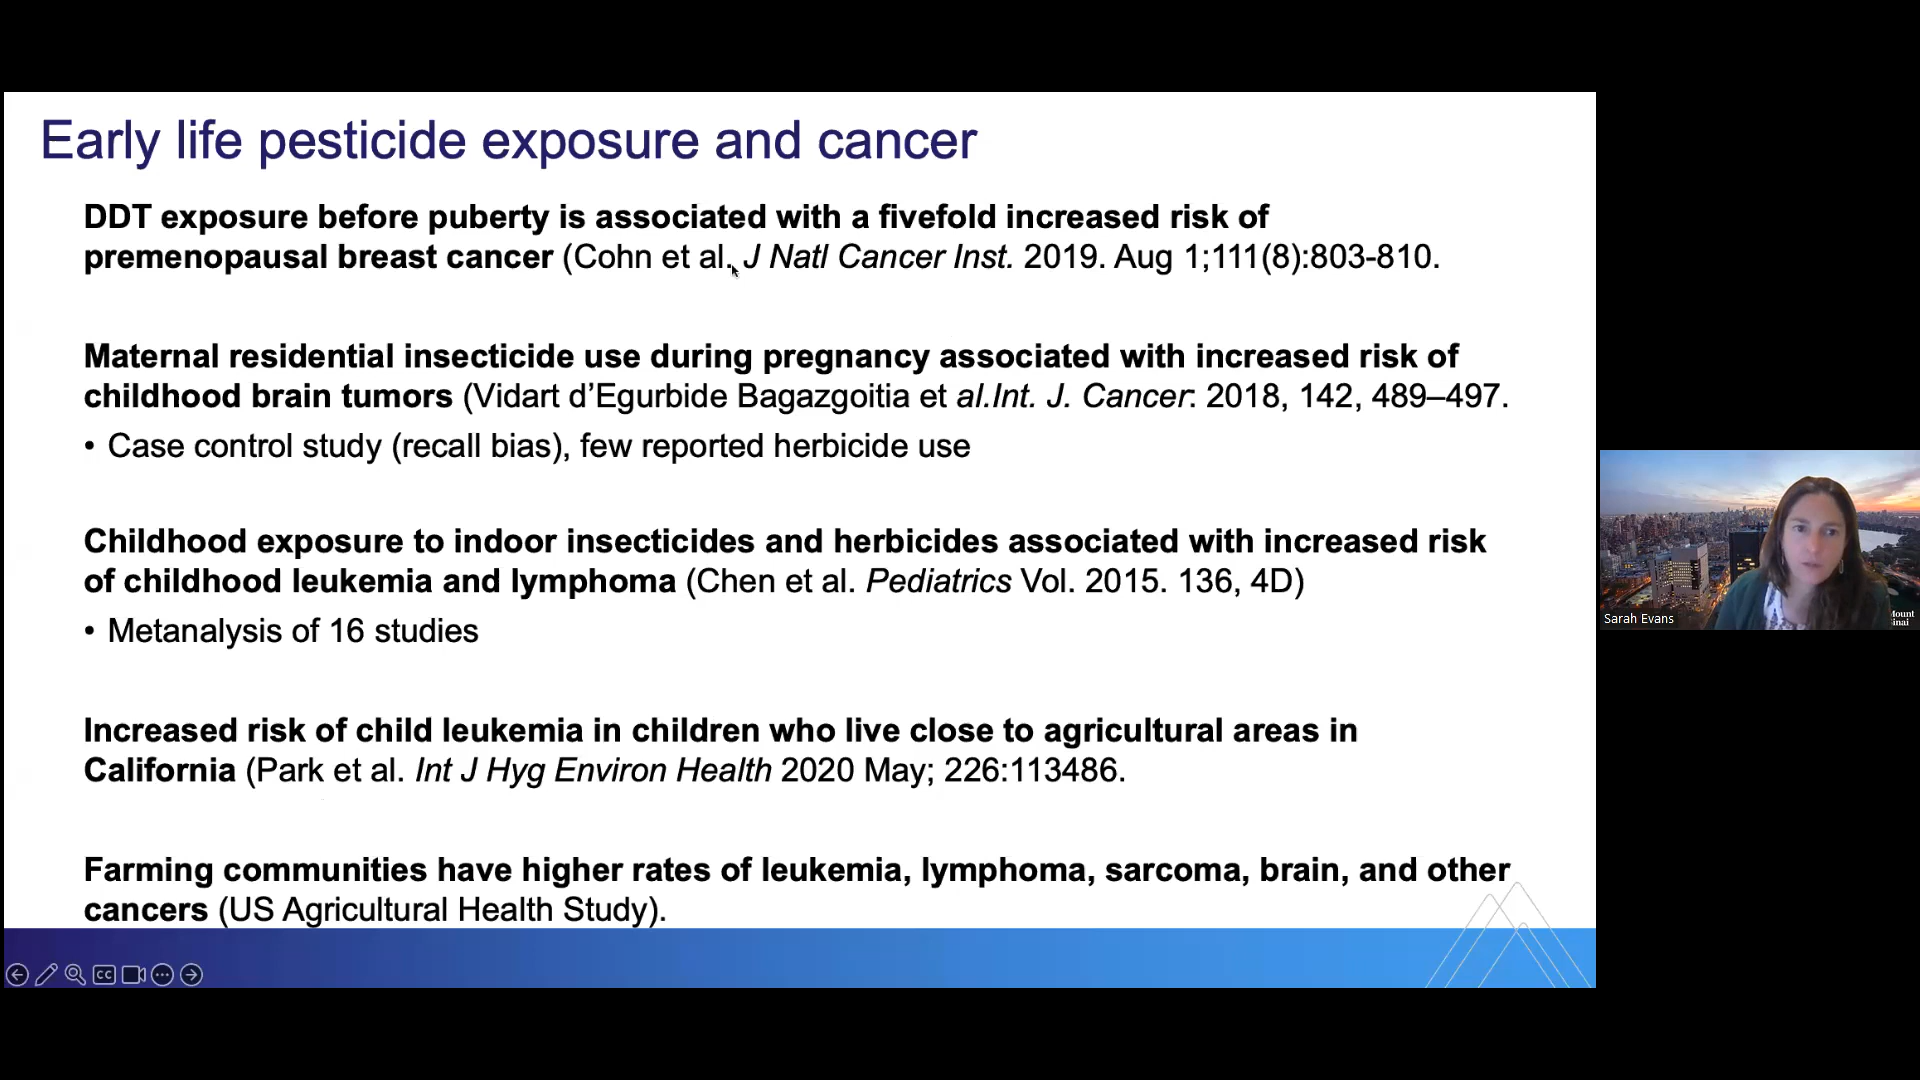 Early life pesticide exposure and cancer
DDT exposure before puberty is associated with a fivefold increased risk of
premenopausal breast cancer (Cohn et al. J Natl Cancer Inst. 2019. Aug 1;111(8):803-810.
Maternal residential insecticide use during pregnancy associated with increased risk of
childhood brain tumors (Vidart d’Egurbide Bagazgoitia et al.Int. J. Cancer: 2018, 142, 489–497.
• Case control study (recall bias), few reported herbicide use
Childhood exposure to indoor insecticides and herbicides associated with increased risk
of childhood leukemia and lymphoma (Chen et al. Pediatrics Vol. 2015. 136, 4D)
• Metanalysis of 16 studies
Increased risk of child leukemia in children who live close to agricultural areas in
California (Park et al. Int J Hyg Environ Health 2020 May; 226:113486.
Farming communities have higher rates of leukemia, lymphoma, sarcoma, brain, and other
cancers (US Agricultural Health Study).
CC
Sarah Evans
Mount
inai